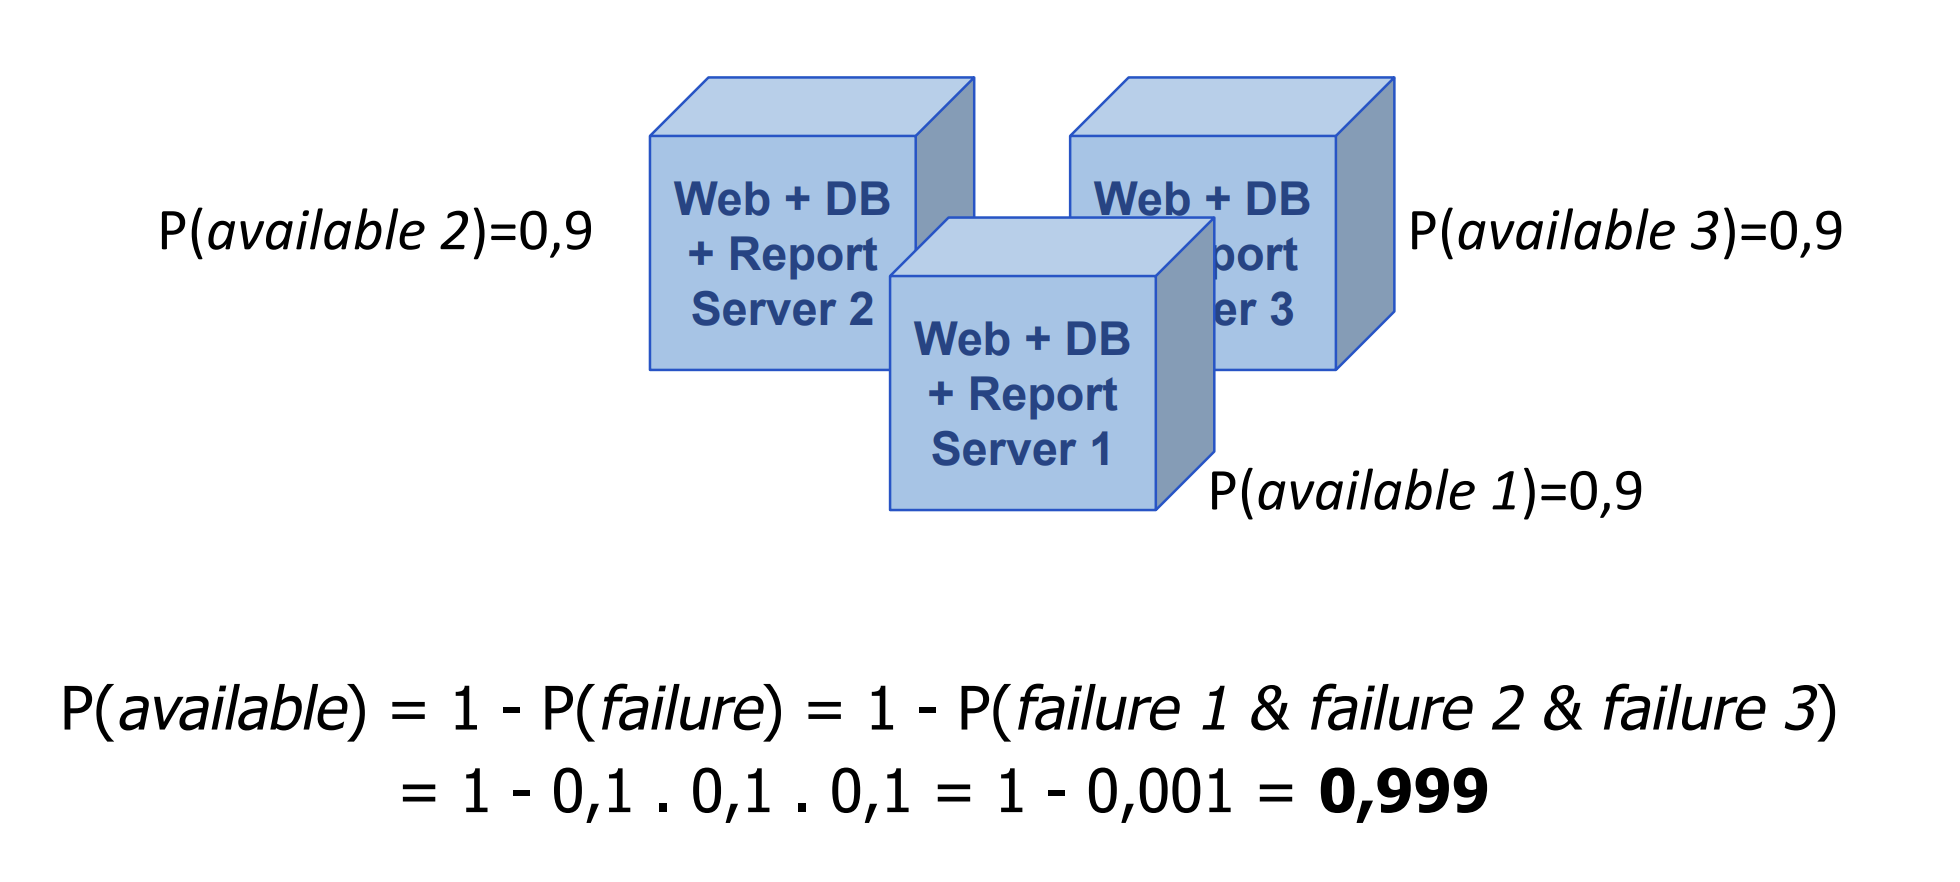 P(available 2)=0,9
Web + DB
+ Report
Server 2
Web + DB
port
er 3
P(available 3)=0,9
Web + DB
+ Report
Server 1
P(available 1)=0,9
P(available) = 1 - P(failure) = 1 - P(failure 1 & failure 2 & failure 3)
= 1 - 0,1 . 0,1 . 0,1 = 1 - 0,001 = 0,999